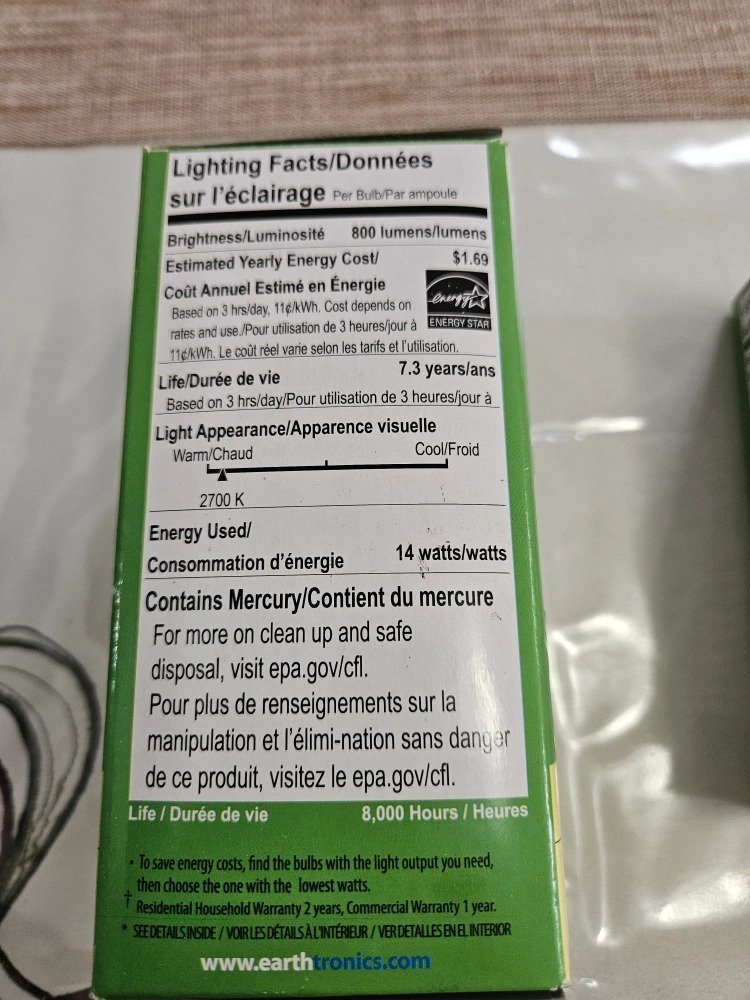 Lighting Facts/Données
sur l'éclairage Per Bulb/Par ampoule
Brightness/Luminosité 800 lumens/lumens
Estimated Yearly Energy Cost/ $1.69
Coût Annuel Estimé en Énergie
Based on 3 hrs/day, 11¢/kWh. Cost depends on
rates and use./Pour utilisation de 3 heures/jour à
11¢/kWh. Le coût réel varie selon les tarifs et l'utilisation.
energy
ENERGY STAR
Life/Durée de vie 7.3 years/ans
Based on 3 hrs/day/Pour utilisation de 3 heures/jour à
Light Appearance/Apparence visuelle
Warm/Chaud Cool/Froid
2700 K
Energy Used/
Consommation d'énergie 14 watts/watts
Contains Mercury/Contient du mercure
For more on clean up and safe
disposal, visit epa.gov/cfl.
Pour plus de renseignements sur la
manipulation et l'élimi-nation sans danger
de ce produit, visitez le epa.gov/cfl.
Life / Durée de vie 8,000 Hours / Heures
• To save energy costs, find the bulbs with the light output you need,
then choose the one with the lowest watts.
† Residential Household Warranty 2 years, Commercial Warranty 1 year.
* SEE DETAILS INSIDE / VOIR LES DÉTAILS À L'INTÉRIEUR / VER DETALLES EN EL INTERIOR
www.earthtronics.com